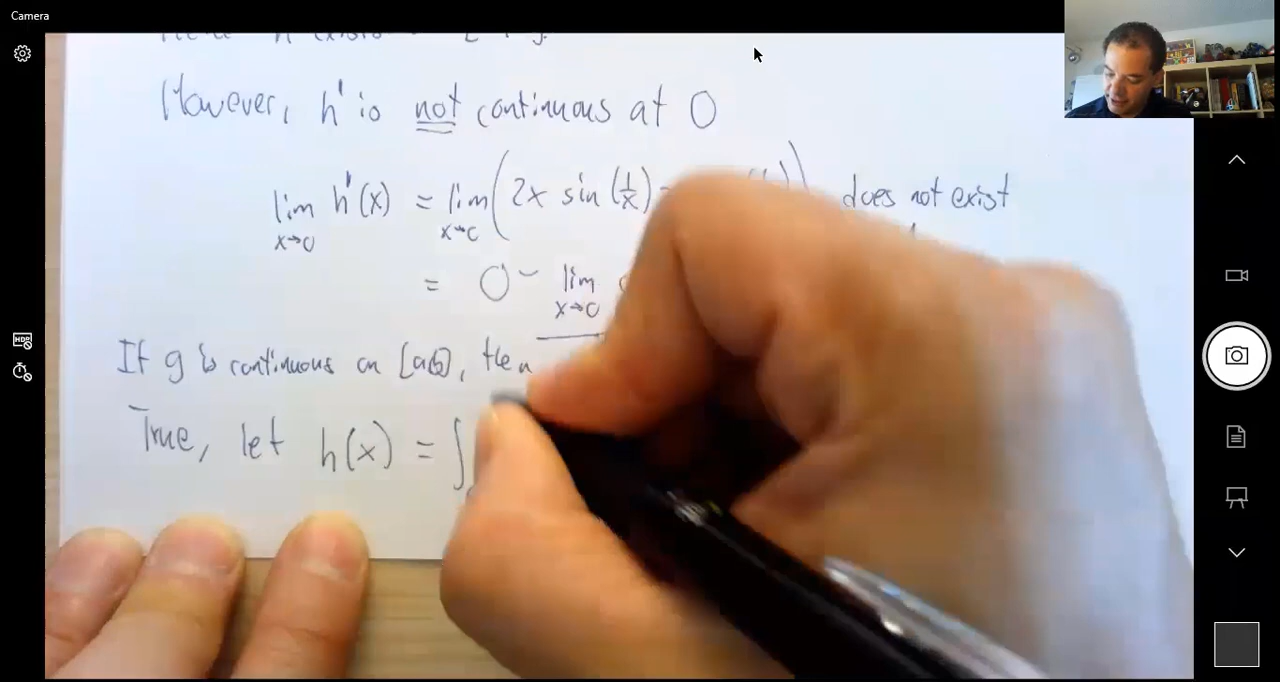 Camera
However, h' is not continuous at 0
lim h'(x) = lim ( 2x sin (1/x) ) does not exist
x→0 x→0
= 0 - lim
x→0
If g is continuous on [a,b], then
True, let h(x) = ∫
HDR